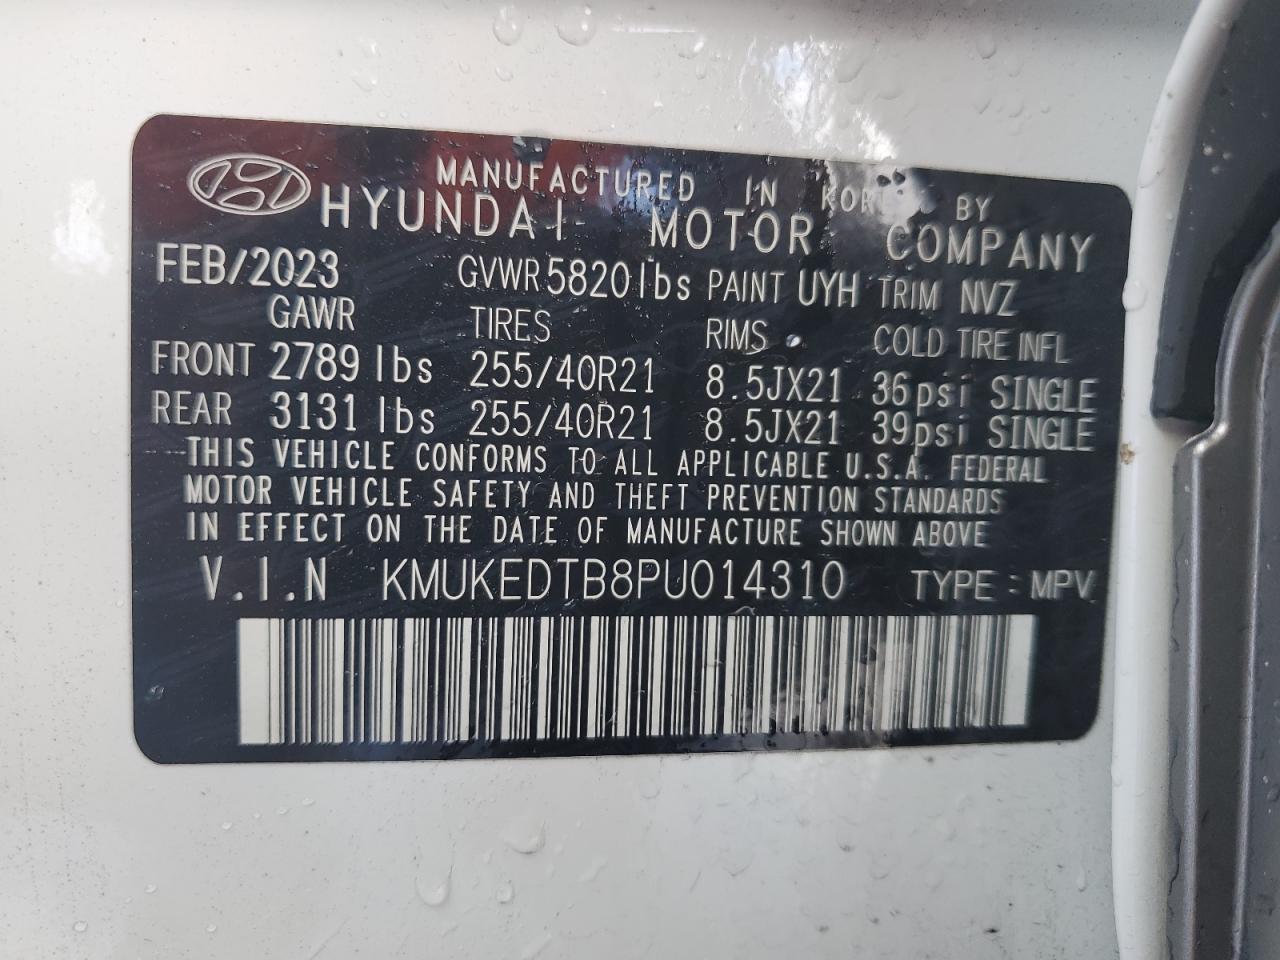 MANUFACTURED IN KOREA BY
HYUNDAI MOTOR COMPANY
FEB/2023 GVWR 5820 lbs PAINT UYH TRIM NVZ
GAWR TIRES RIMS COLD TIRE INFL
FRONT 2789 lbs 255/40R21 8.5JX21 36psi SINGLE
REAR 3131 lbs 255/40R21 8.5JX21 39psi SINGLE
THIS VEHICLE CONFORMS TO ALL APPLICABLE U.S.A. FEDERAL
MOTOR VEHICLE SAFETY AND THEFT PREVENTION STANDARDS
IN EFFECT ON THE DATE OF MANUFACTURE SHOWN ABOVE
V.I.N KMUKEDTB8PU014310 TYPE : MPV